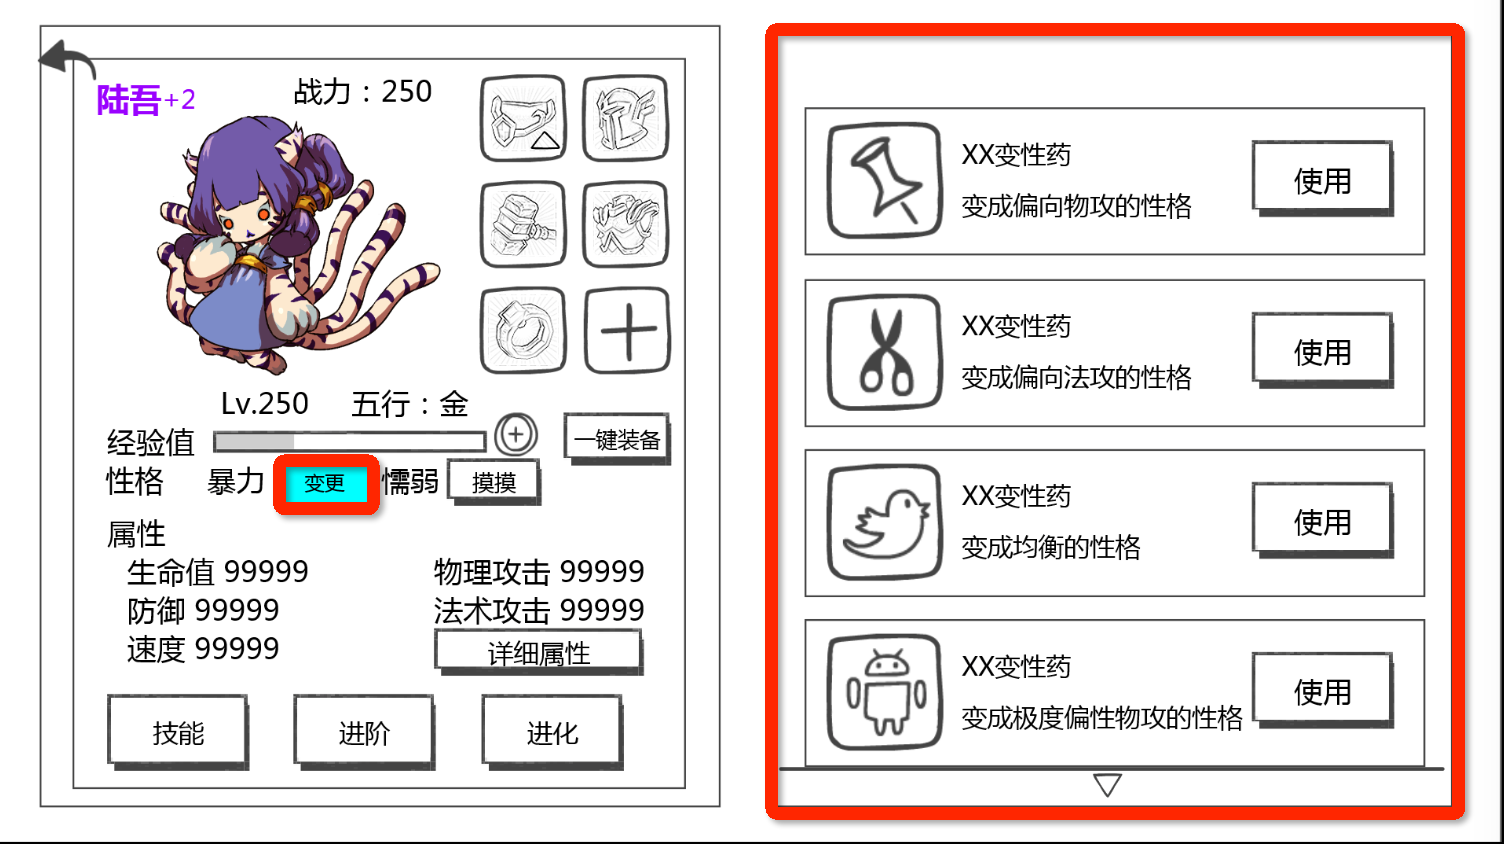 陆吾+2
战力：250
Lv.250 五行：金
经验值
一键装备
性格 暴力 变更 懦弱 摸摸
属性
生命值 99999 物理攻击 99999
防御 99999 法术攻击 99999
速度 99999
详细属性
技能 进阶 进化
XX变性药
变成偏向物攻的性格
使用
XX变性药
变成偏向法攻的性格
使用
XX变性药
变成均衡的性格
使用
XX变性药
变成极度偏性物攻的性格
使用